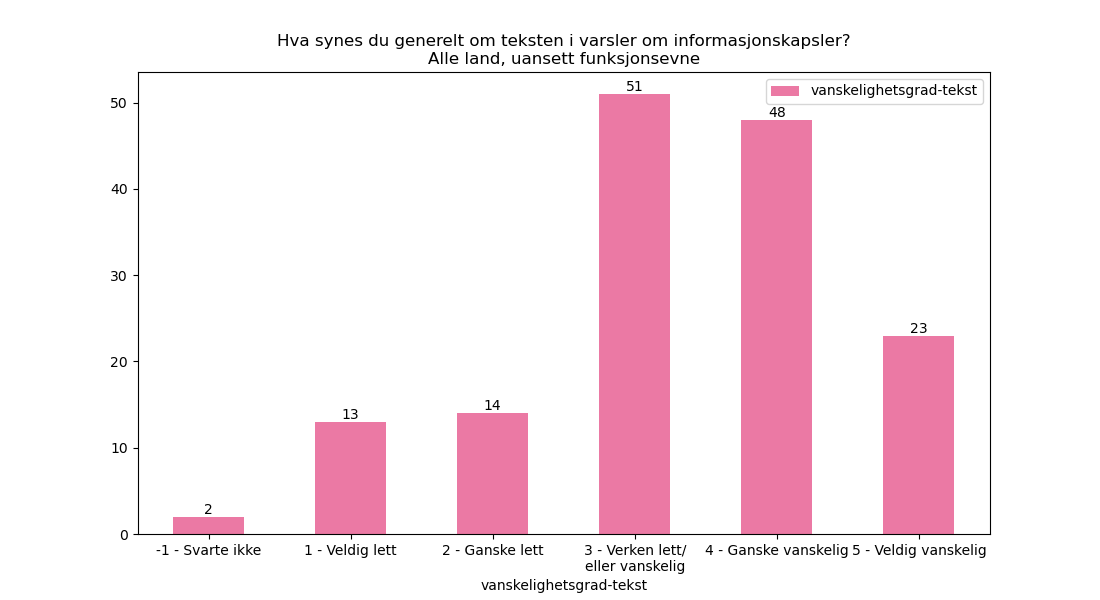 Hva synes du generelt om teksten i varsler om informasjonskapsler?
Alle land, uansett funksjonsevne
vanskelighetsgrad-tekst
50
40
30
20
10
0
2
13
14
51
48
23
-1 - Svarte ikke
1 - Veldig lett
2 - Ganske lett
3 - Verken lett/
eller vanskelig
4 - Ganske vanskelig
5 - Veldig vanskelig
vanskelighetsgrad-tekst